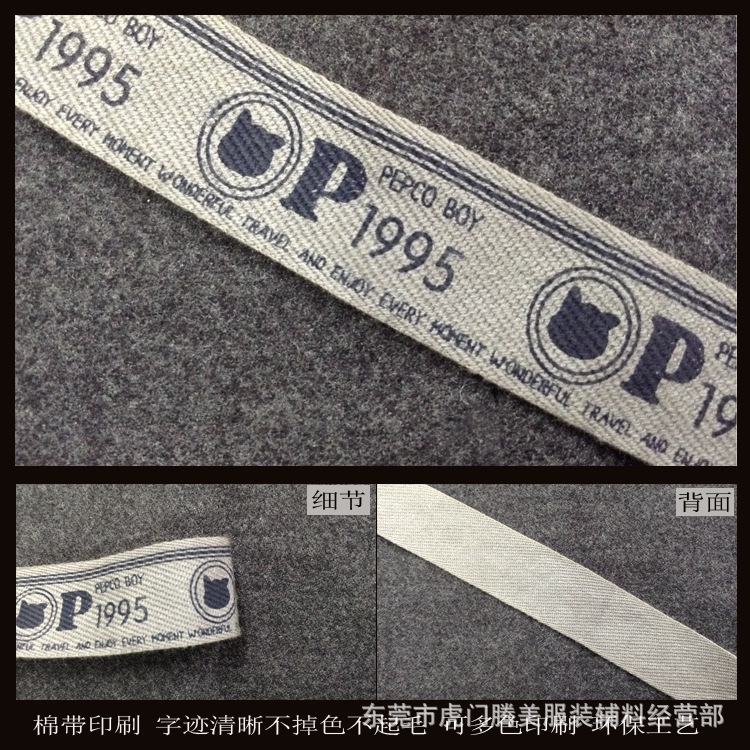 PEPCO BOY
1995
ENJOY EVERY MOMENT WONDERFUL TRAVEL AND ENJOY EVERY MOMENT WONDERFUL TRAVEL AND ENJOY
P PEPCO BOY
1995
P
19
细节
P PEPCO BOY
1995
TRAVEL AND ENJOY EVERY MOMENT WONDERFUL
背面
东莞市虎门腾美服装辅料经营部
棉带印刷 字迹清晰不掉色不起毛 可多色印刷 环保工艺